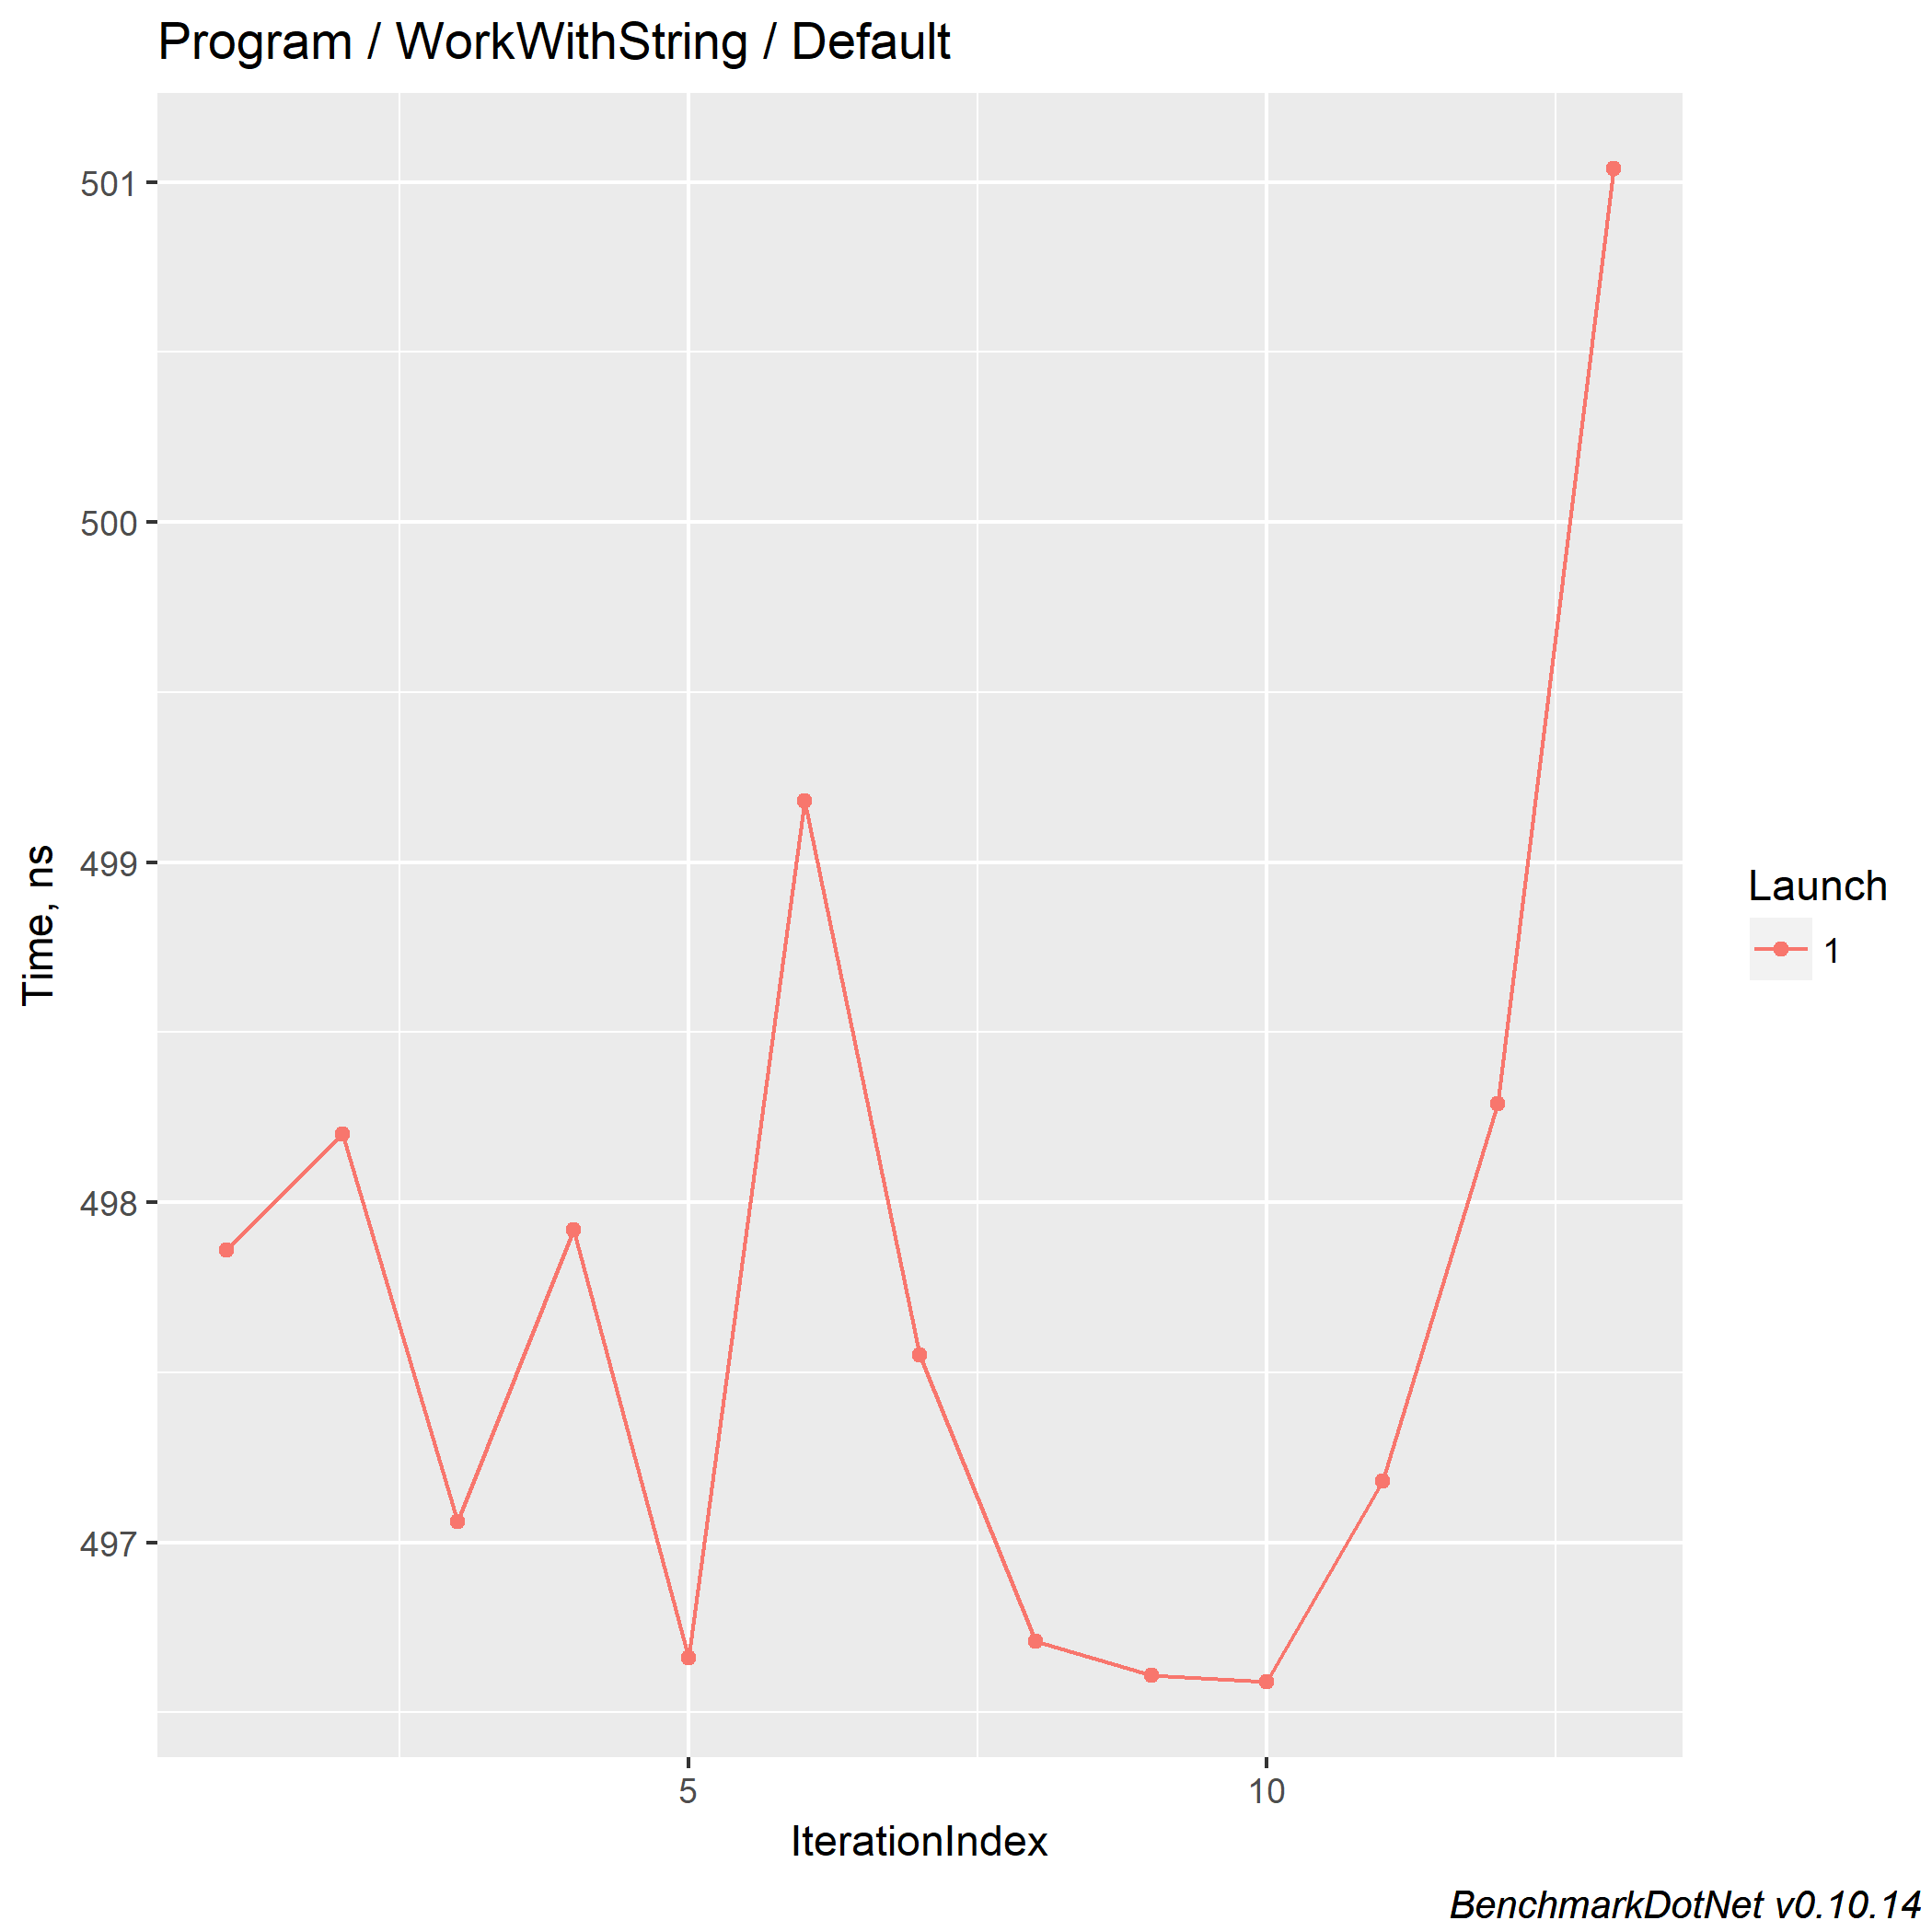 Program / WorkWithString / Default
501
500
499
498
497
Time, ns
5
10
IterationIndex
Launch
1
BenchmarkDotNet v0.10.14